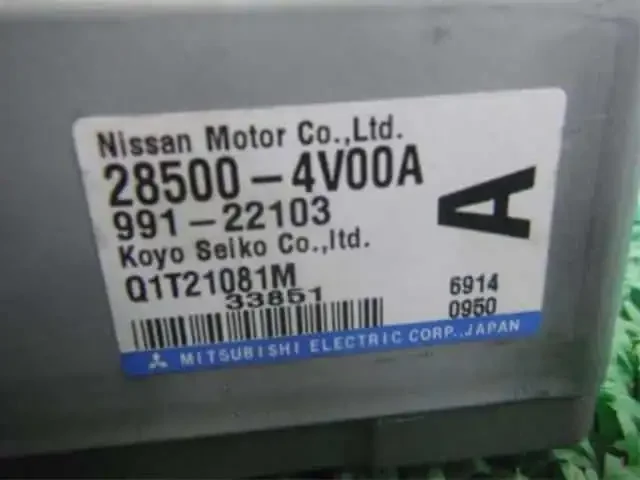 Nissan Motor Co.,Ltd.
28500-4V00A
991-22103
Koyo Seiko Co.,ltd.
Q1T21081M
33851
A
6914
0950
MITSUBISHI ELECTRIC CORP.,JAPAN